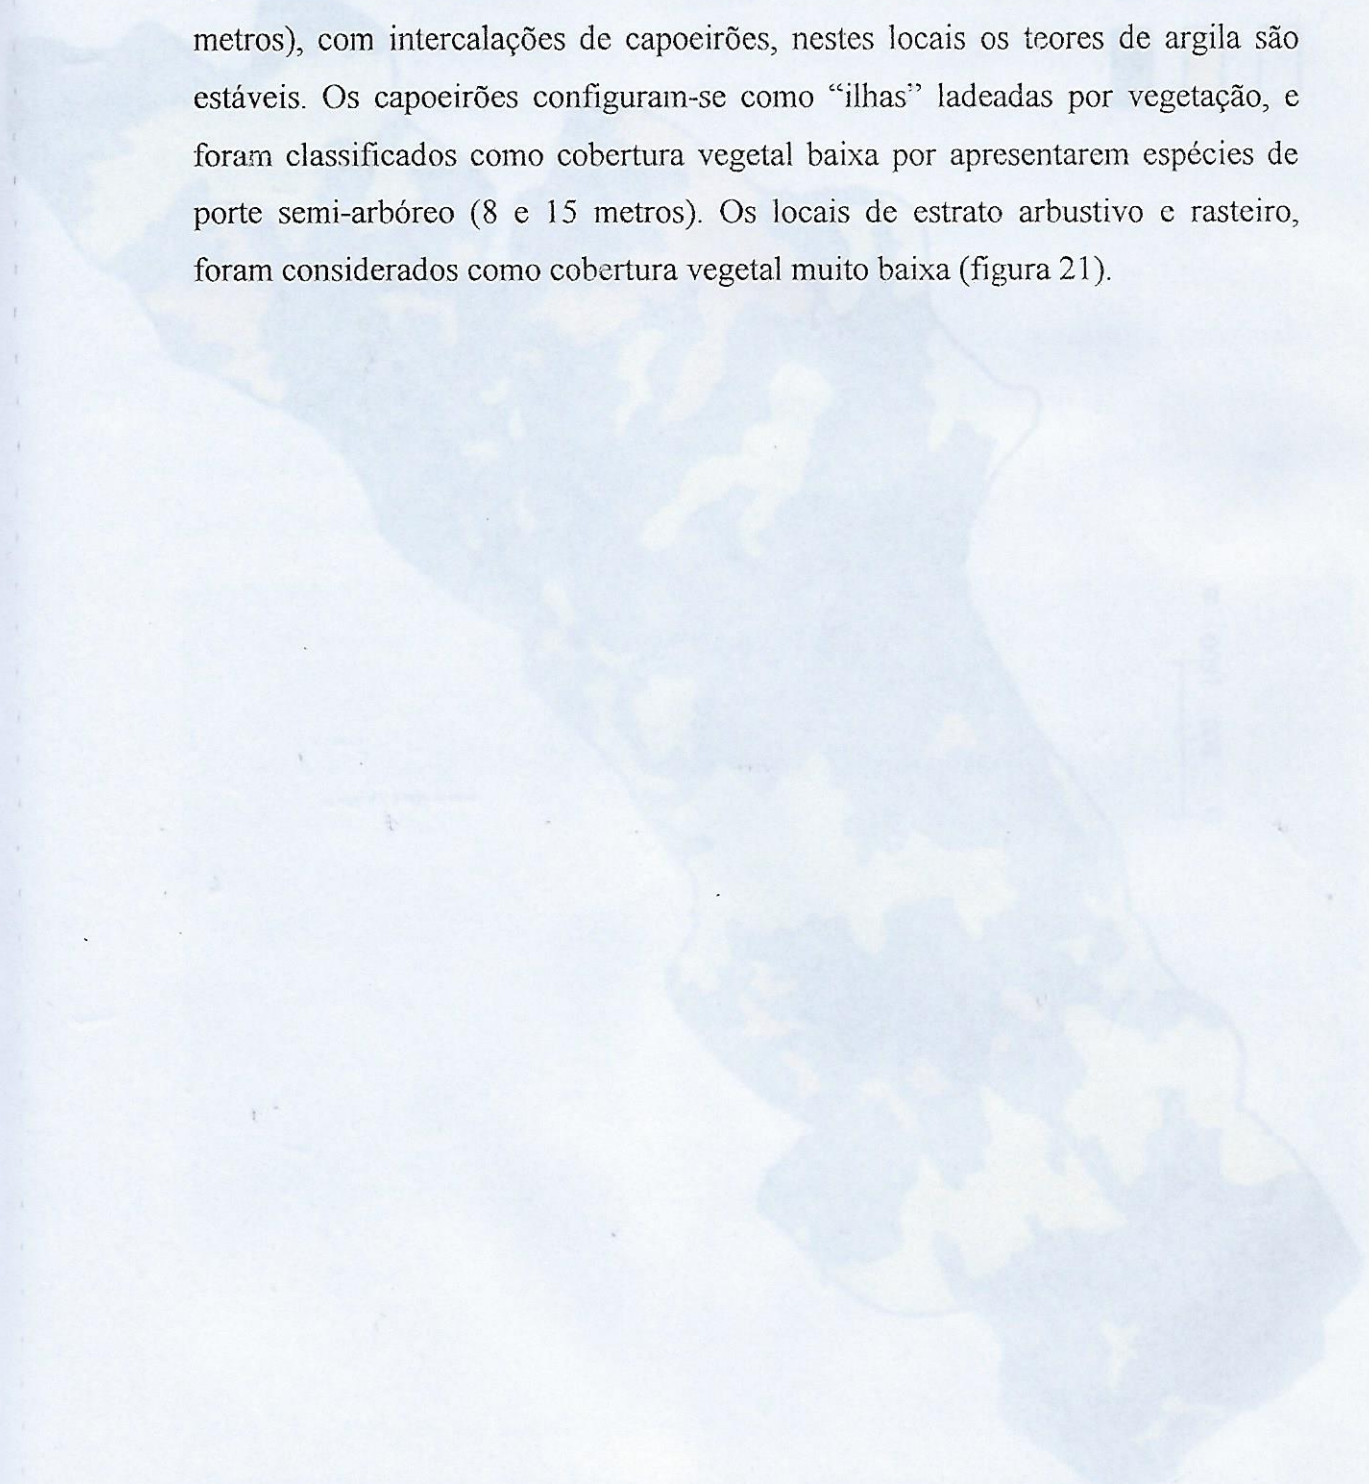 metros), com intercalações de capoeirões, nestes locais os teores de argila são
estáveis. Os capoeirões configuram-se como “ilhas” ladeadas por vegetação, e
foram classificados como cobertura vegetal baixa por apresentarem espécies de
porte semi-arbóreo (8 e 15 metros). Os locais de estrato arbustivo e rasteiro,
foram considerados como cobertura vegetal muito baixa (figura 21).